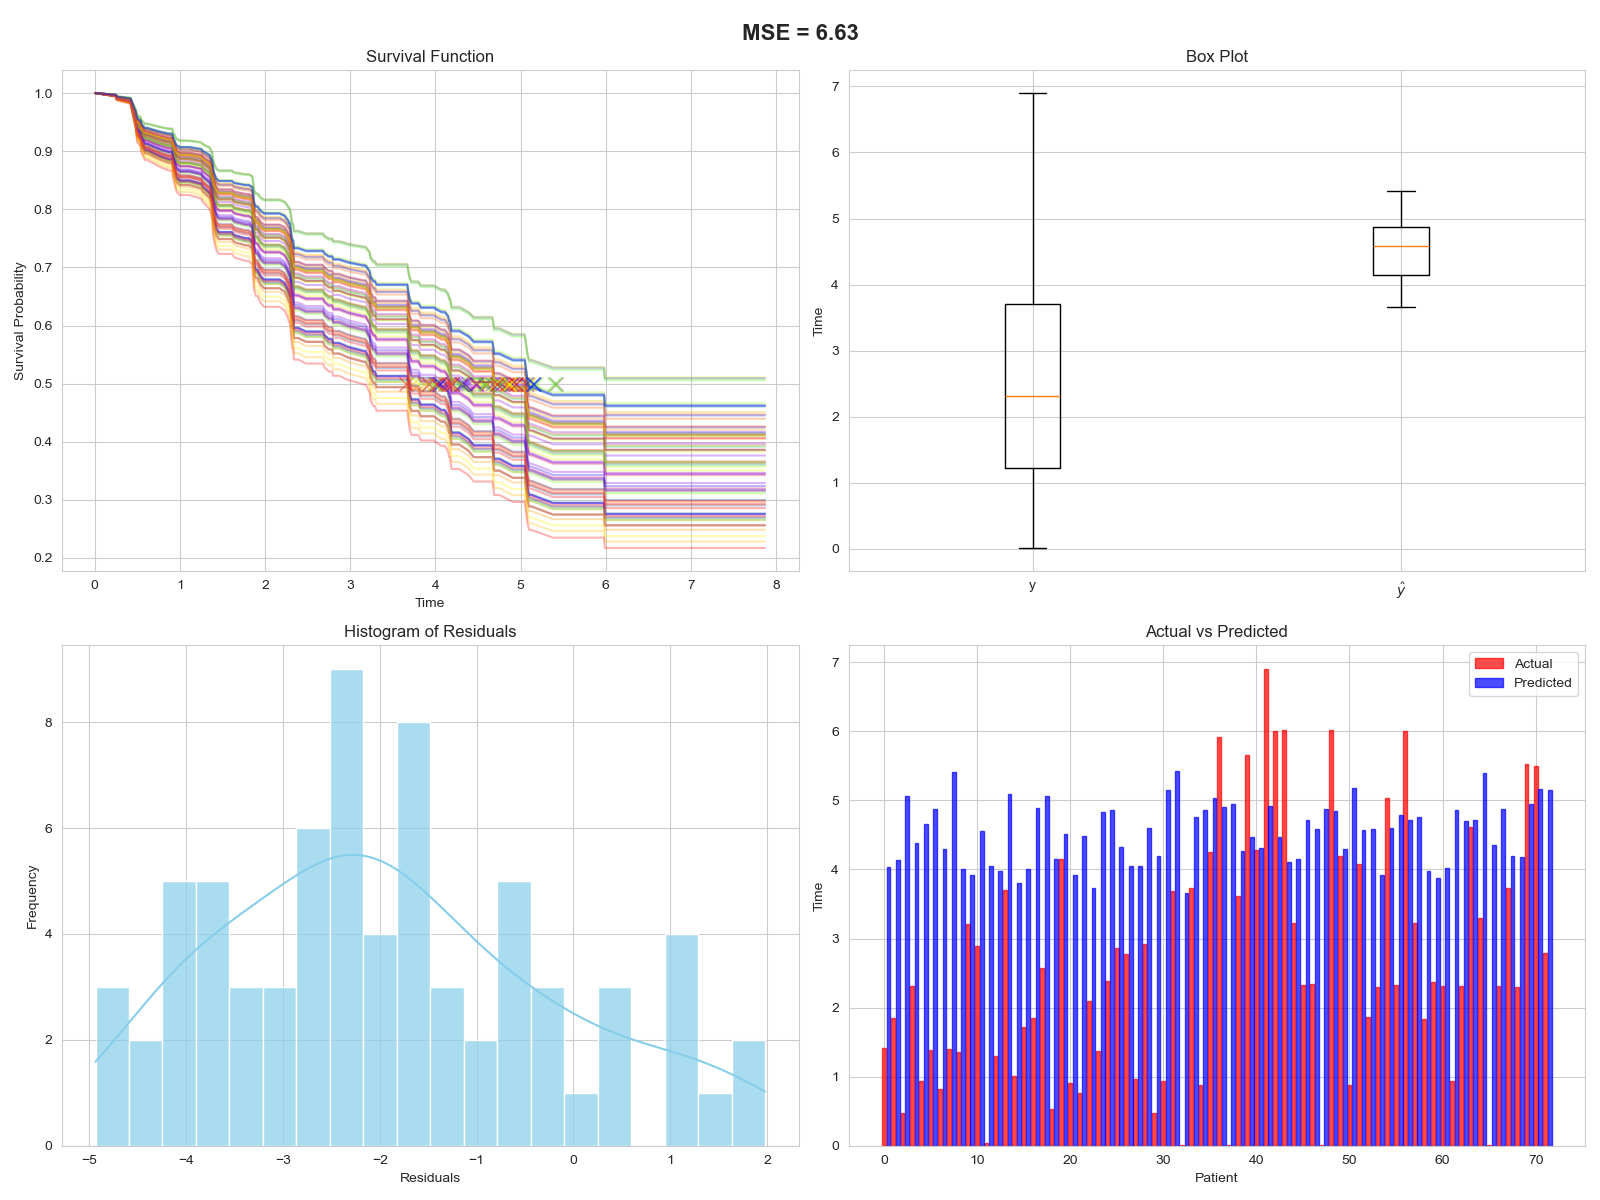 MSE = 6.63
Survival Function
Survival Probability
1.0
0.9
0.8
0.7
0.6
0.5
0.4
0.3
0.2
0 1 2 3 4 5 6 7 8
Time
Box Plot
Time
7
6
5
4
3
2
1
0
y ŷ
Histogram of Residuals
Frequency
8
6
4
2
0
−5 −4 −3 −2 −1 0 1 2
Residuals
Actual vs Predicted
Actual
Predicted
Time
7
6
5
4
3
2
1
0
0 10 20 30 40 50 60 70
Patient